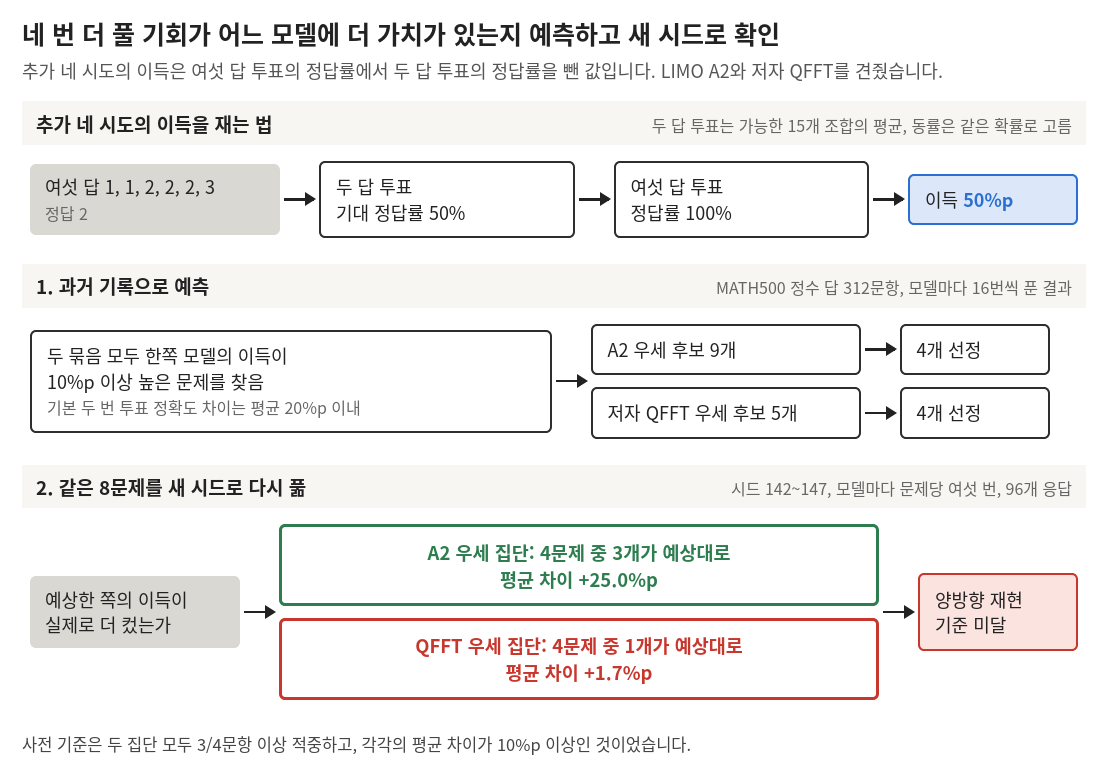 네 번 더 풀 기회가 어느 모델에 더 가치가 있는지 예측하고 새 시드로 확인
추가 네 시도의 이득은 여섯 답 투표의 정답률에서 두 답 투표의 정답률을 뺀 값입니다. LIMO A2와 저자 QFFT를 견줬습니다.
추가 네 시도의 이득을 재는 법
두 답 투표는 가능한 15개 조합의 평균, 동률은 같은 확률로 고름
여섯 답 1, 1, 2, 2, 2, 3
정답 2
두 답 투표
기대 정답률 50%
여섯 답 투표
정답률 100%
이득 50%p
1. 과거 기록으로 예측
MATH500 정수 답 312문항, 모델마다 16번씩 푼 결과
두 묶음 모두 한쪽 모델의 이득이
10%p 이상 높은 문제를 찾음
기본 두 번 투표 정확도 차이는 평균 20%p 이내
A2 우세 후보 9개
4개 선정
저자 QFFT 우세 후보 5개
4개 선정
2. 같은 8문제를 새 시드로 다시 풂
시드 142~147, 모델마다 문제당 여섯 번, 96개 응답
예상한 쪽의 이득이
실제로 더 컸는가
A2 우세 집단: 4문제 중 3개가 예상대로
평균 차이 +25.0%p
QFFT 우세 집단: 4문제 중 1개가 예상대로
평균 차이 +1.7%p
양방향 재현
기준 미달
사전 기준은 두 집단 모두 3/4문항 이상 적중하고, 각각의 평균 차이가 10%p 이상인 것이었습니다.